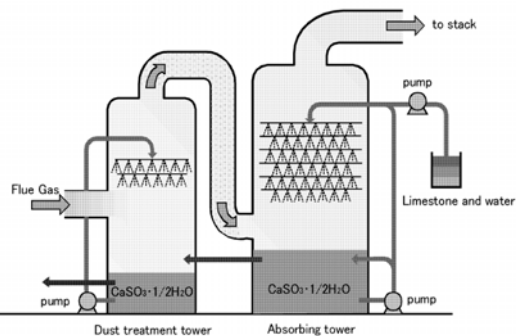 to stack
pump
Flue Gas
Limestone and water
CaSO₃·1/2H₂O
CaSO₃·1/2H₂O
pump
pump
Dust treatment tower
Absorbing tower